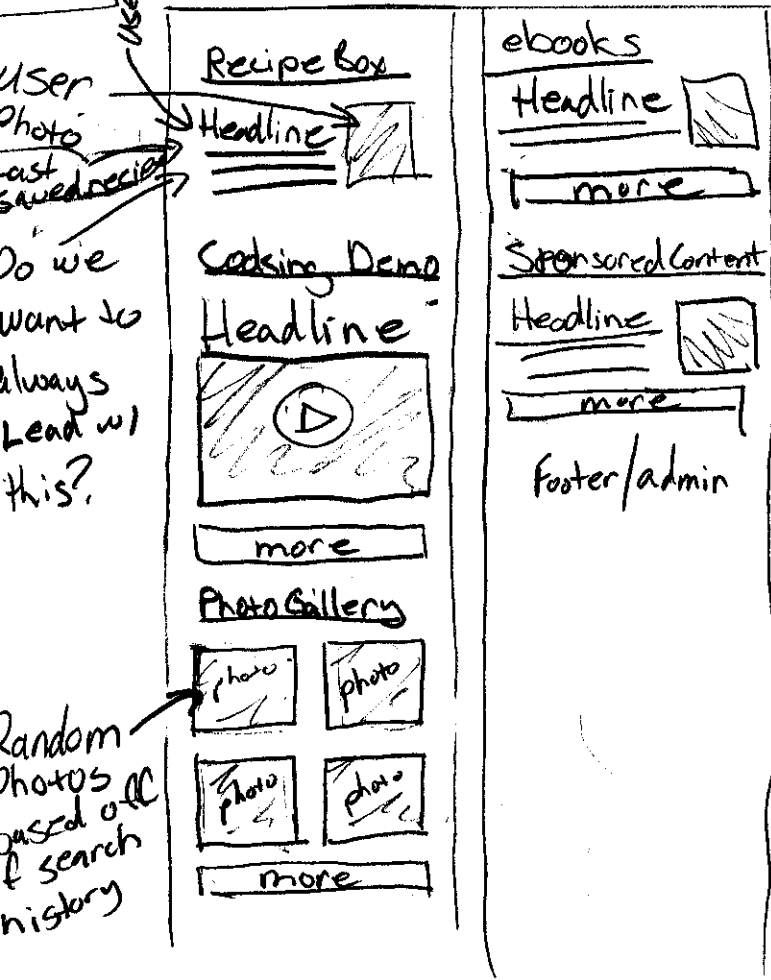 Use
User
Photo
Last
saved recipe
Do we
want to
always
Lead w/
this?
Random
Photos
based off
of search
history
Recipe Box
Headline
Cooking Demo
Headline
more
Photo Gallery
photo
photo
photo
photo
more
ebooks
Headline
more
Sponsored Content
Headline
more
Footer/admin